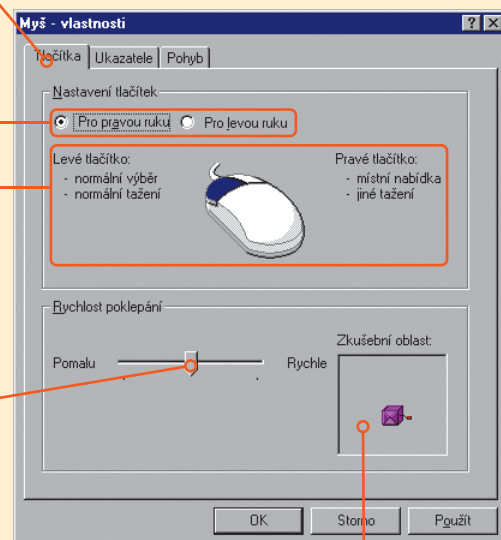 Myš - vlastnosti
Tlačítka Ukazatele Pohyb
Nastavení tlačítek
Pro pravou ruku Pro levou ruku
Levé tlačítko:
- normální výběr
- normální tažení
Pravé tlačítko:
- místní nabídka
- jiné tažení
Rychlost poklepání
Pomalu Rychle
Zkušební oblast:
OK Storno Použít